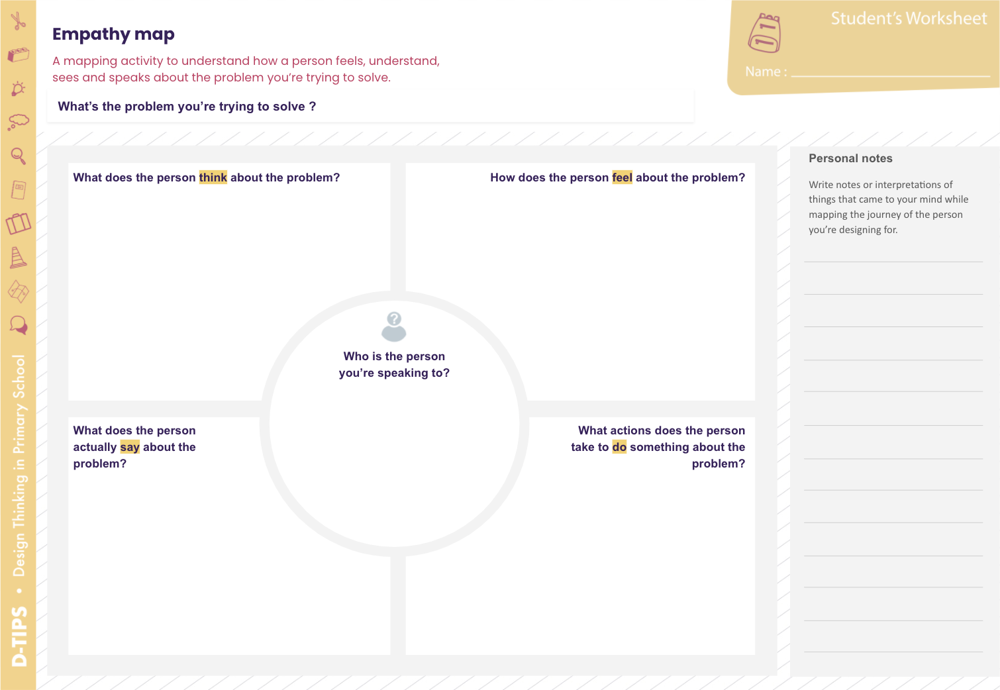 Student's Worksheet
Name :
Empathy map
A mapping activity to understand how a person feels, understand,
sees and speaks about the problem you're trying to solve.
What's the problem you're trying to solve ?
What does the person think about the problem?
How does the person feel about the problem?
?
Who is the person
you're speaking to?
What does the person
actually say about the
problem?
What actions does the person
take to do something about the
problem?
Personal notes
Write notes or interpretations of
things that came to your mind while
mapping the journey of the person
you're designing for.
D-TIPS • Design Thinking in Primary School